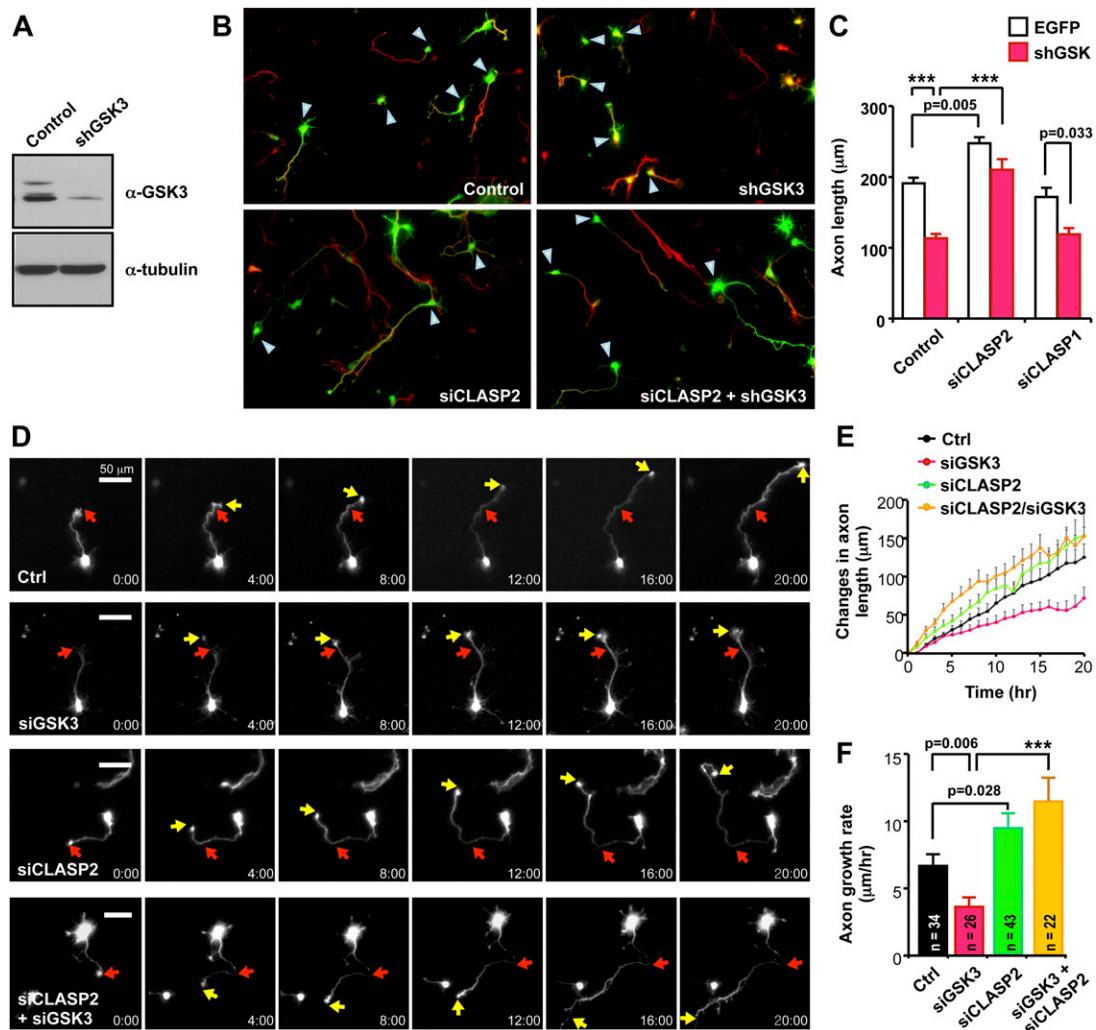 A
Control
shGSK3
α-GSK3
α-tubulin
B
Control
shGSK3
siCLASP2
siCLASP2 + shGSK3
C
EGFP
shGSK
***
***
p=0.005
p=0.033
Axon length (μm)
300
200
100
0
Control
siCLASP2
siCLASP1
D
50 μm
Ctrl
0:00
4:00
8:00
12:00
16:00
20:00
siGSK3
0:00
4:00
8:00
12:00
16:00
20:00
siCLASP2
0:00
4:00
8:00
12:00
16:00
20:00
siCLASP2
+ siGSK3
0:00
4:00
8:00
12:00
16:00
20:00
E
Ctrl
siGSK3
siCLASP2
siCLASP2/siGSK3
Changes in axon
length (μm)
200
150
100
50
0
0
5
10
15
20
Time (hr)
F
p=0.006
***
p=0.028
Axon growth rate
(μm/hr)
15
10
5
0
n = 34
n = 26
n = 43
n = 22
Ctrl
siGSK3
siCLASP2
siGSK3 +
siCLASP2